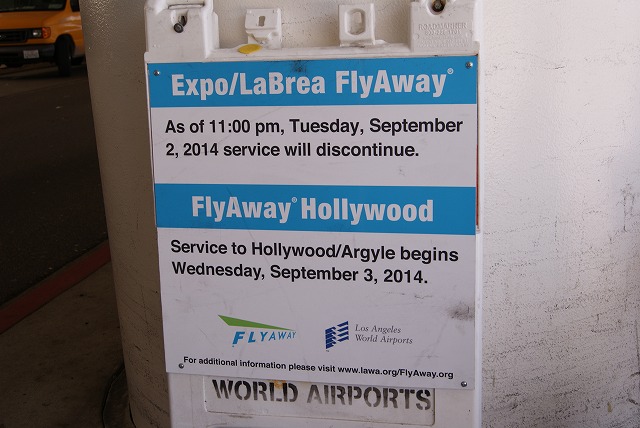 Expo/LaBrea FlyAway®
As of 11:00 pm, Tuesday, September
2, 2014 service will discontinue.
FlyAway® Hollywood
Service to Hollywood/Argyle begins
Wednesday, September 3, 2014.
FLYAWAY
Los Angeles
World Airports
For additional information please visit www.lawa.org/FlyAway.org
WORLD AIRPORTS